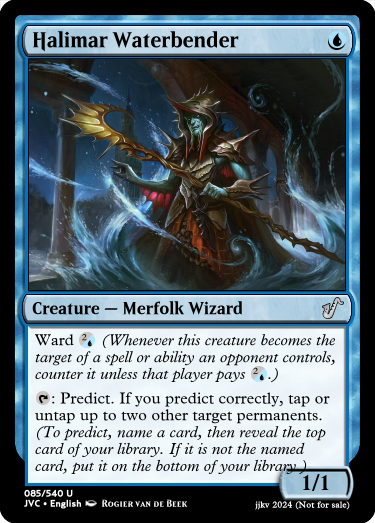 Halimar Waterbender
Creature — Merfolk Wizard
Ward (Whenever this creature becomes the
target of a spell or ability an opponent controls,
counter it unless that player pays .)
: Predict. If you predict correctly, tap or
untap up to two other target permanents.
(To predict, name a card, then reveal the top
card of your library. If it is not the named
card, put it on the bottom of your library.)
1/1
085/540 U
JVC • English Rogier van de Beek
jjkv 2024 (Not for sale)